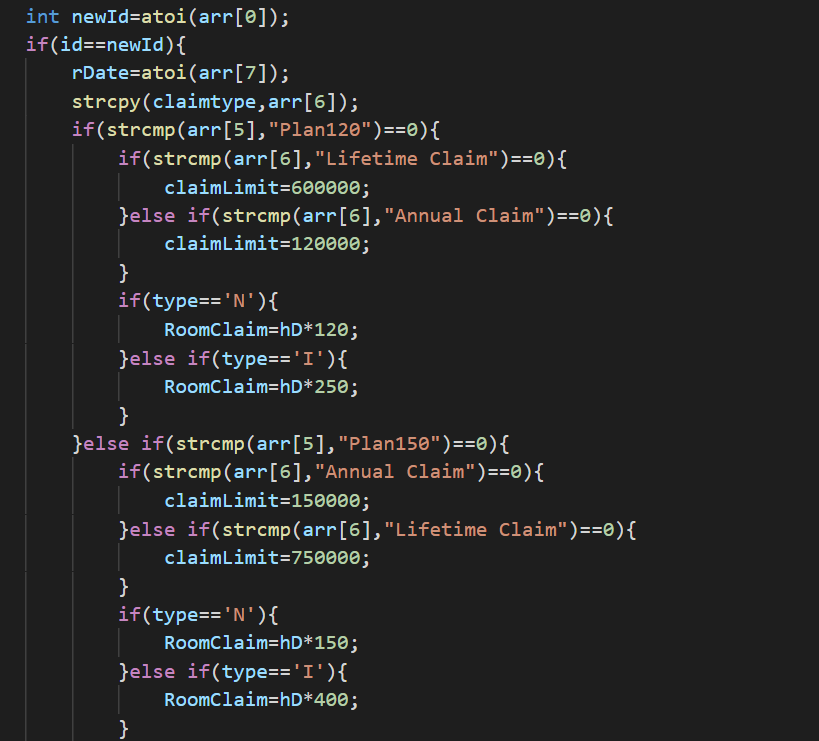 int newId=atoi(arr[0]);
if(id==newId){
rDate=atoi(arr[7]);
strcpy(claimtype,arr[6]);
if(strcmp(arr[5],"Plan120")==0){
if(strcmp(arr[6],"Lifetime Claim")==0){
claimLimit=600000;
}else if(strcmp(arr[6],"Annual Claim")==0){
claimLimit=120000;
}
if(type=='N'){
RoomClaim=hD*120;
}else if(type=='I'){
RoomClaim=hD*250;
}
}else if(strcmp(arr[5],"Plan150")==0){
if(strcmp(arr[6],"Annual Claim")==0){
claimLimit=150000;
}else if(strcmp(arr[6],"Lifetime Claim")==0){
claimLimit=750000;
}
if(type=='N'){
RoomClaim=hD*150;
}else if(type=='I'){
RoomClaim=hD*400;
}